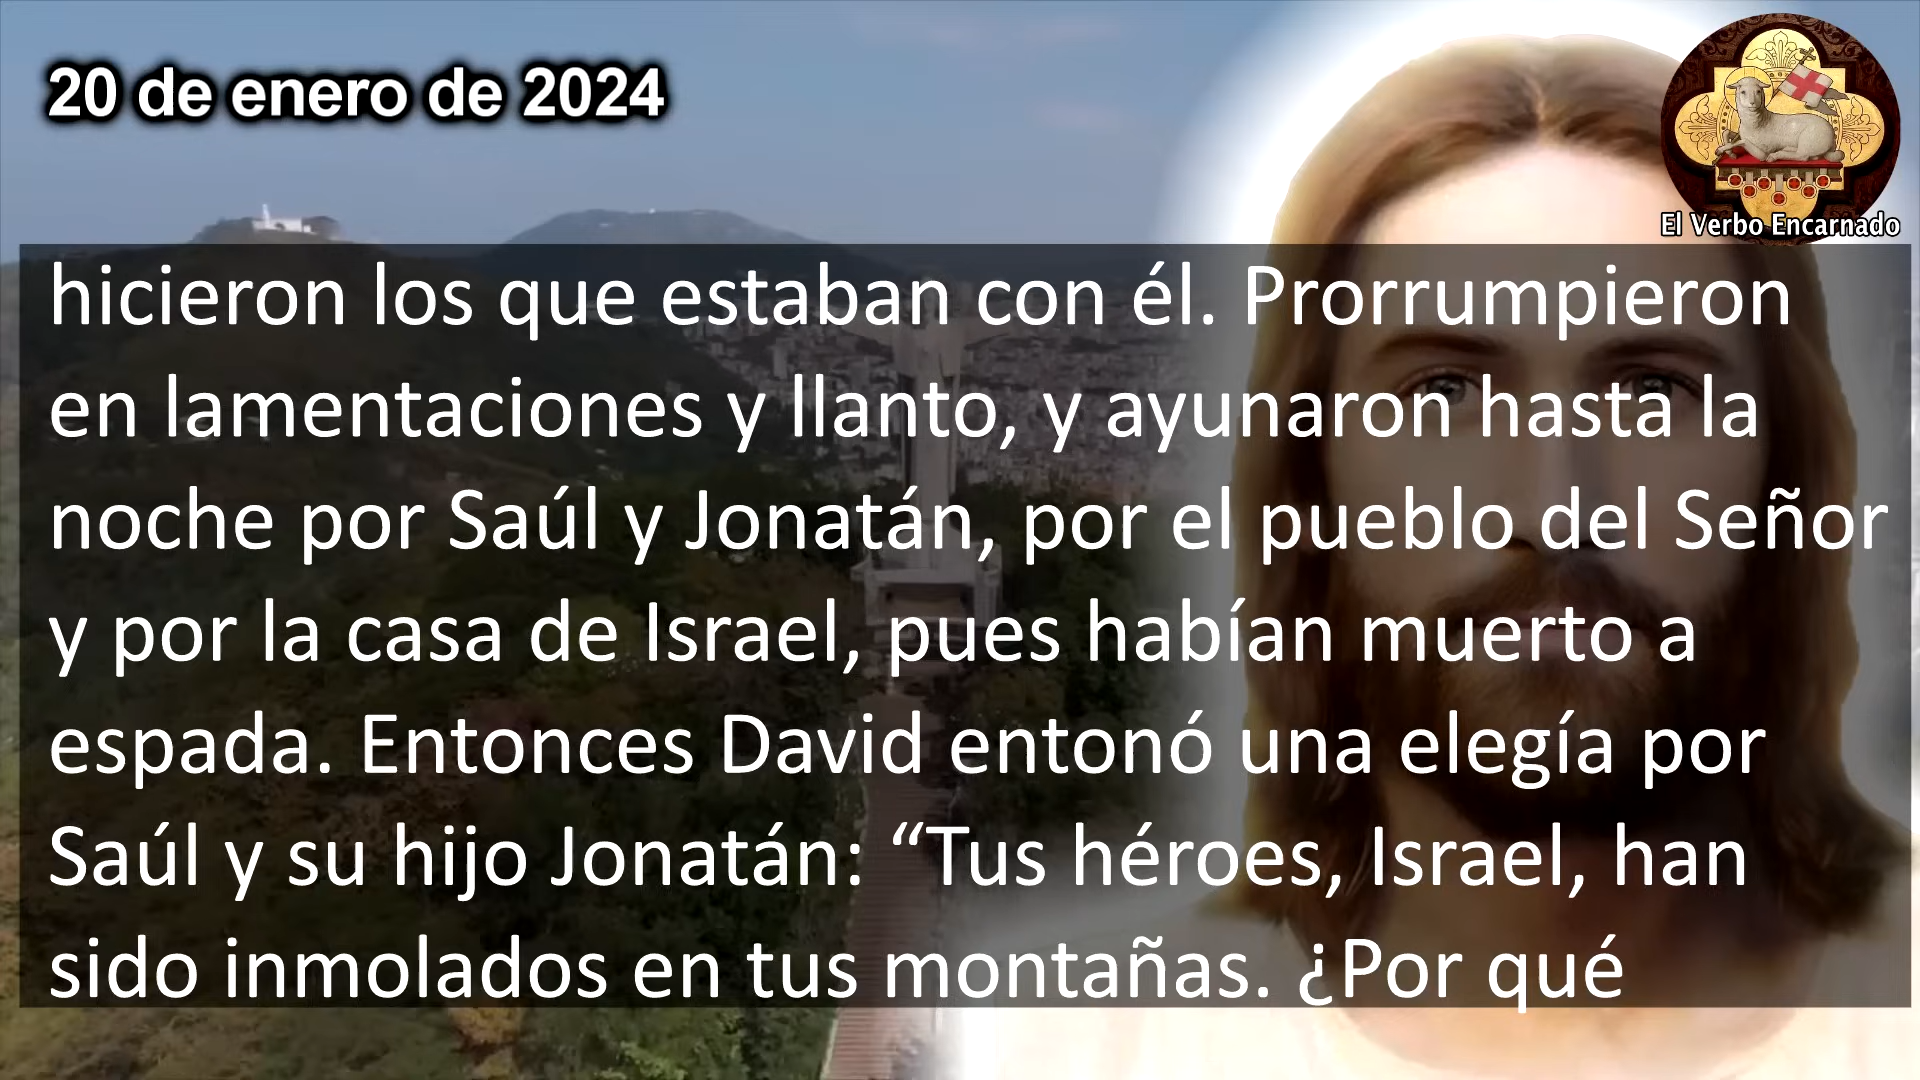 20 de enero de 2024
El Verbo Encarnado
hicieron los que estaban con él. Prorrumpieron
en lamentaciones y llanto, y ayunaron hasta la
noche por Saúl y Jonatán, por el pueblo del Señor
y por la casa de Israel, pues habían muerto a
espada. Entonces David entonó una elegía por
Saúl y su hijo Jonatán: “Tus héroes, Israel, han
sido inmolados en tus montañas. ¿Por qué